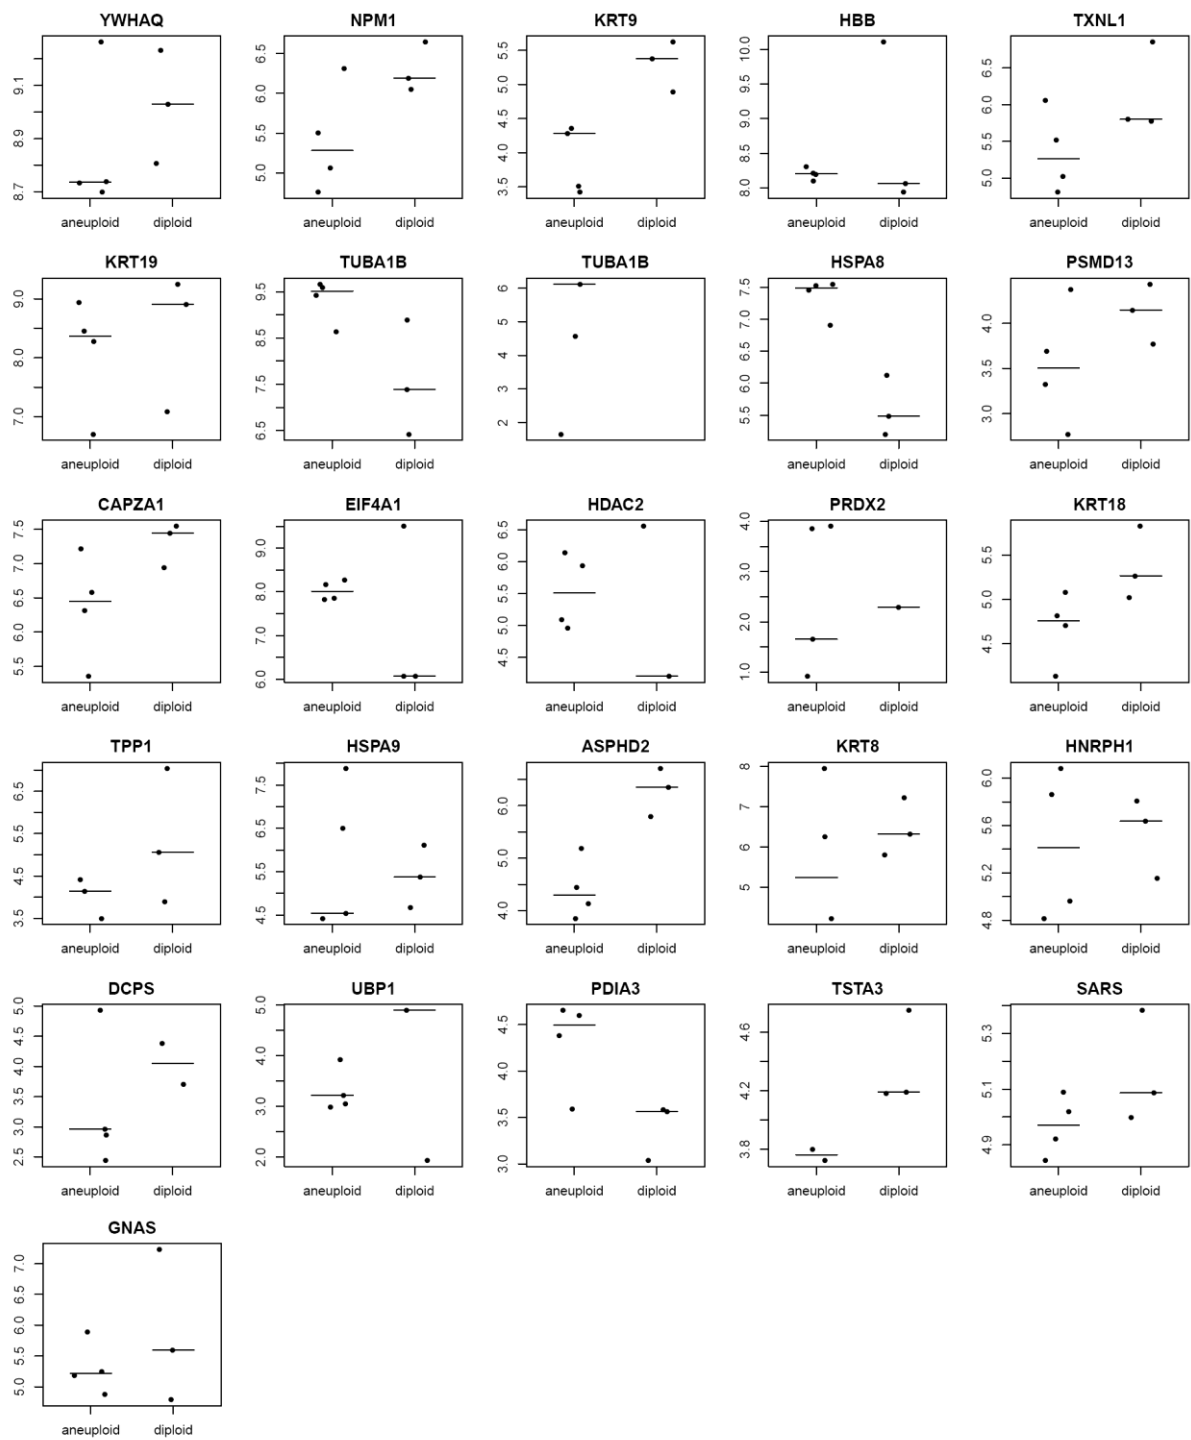 YWHAQ NPM1 KRT9 HBB TXNL1
9.1 8.9 8.7
6.5 6.0 5.5 5.0
5.5 5.0 4.5 4.0 3.5
10.0 9.5 9.0 8.5 8.0
6.5 6.0 5.5 5.0
aneuploid diploid aneuploid diploid aneuploid diploid aneuploid diploid aneuploid diploid
KRT19 TUBA1B TUBA1B HSPA8 PSMD13
9.0 8.0 7.0
9.5 8.5 7.5 6.5
6 5 4 3 2
7.5 7.0 6.5 6.0 5.5
4.0 3.5 3.0
aneuploid diploid aneuploid diploid aneuploid diploid aneuploid diploid aneuploid diploid
CAPZA1 EIF4A1 HDAC2 PRDX2 KRT18
7.5 7.0 6.5 6.0 5.5
9.0 8.0 7.0 6.0
6.5 6.0 5.5 5.0 4.5
4.0 3.0 2.0 1.0
5.5 5.0 4.5
aneuploid diploid aneuploid diploid aneuploid diploid aneuploid diploid aneuploid diploid
TPP1 HSPA9 ASPHD2 KRT8 HNRPH1
6.5 5.5 4.5 3.5
7.5 6.5 5.5 4.5
6.0 5.0 4.0
8 7 6 5
6.0 5.6 5.2 4.8
aneuploid diploid aneuploid diploid aneuploid diploid aneuploid diploid aneuploid diploid
DCPS UBP1 PDIA3 TSTA3 SARS
5.0 4.5 4.0 3.5 3.0 2.5
5.0 4.0 3.0 2.0
4.5 4.0 3.5 3.0
4.6 4.2 3.8
5.3 5.1 4.9
aneuploid diploid aneuploid diploid aneuploid diploid aneuploid diploid aneuploid diploid
GNAS
7.0 6.5 6.0 5.5 5.0
aneuploid diploid